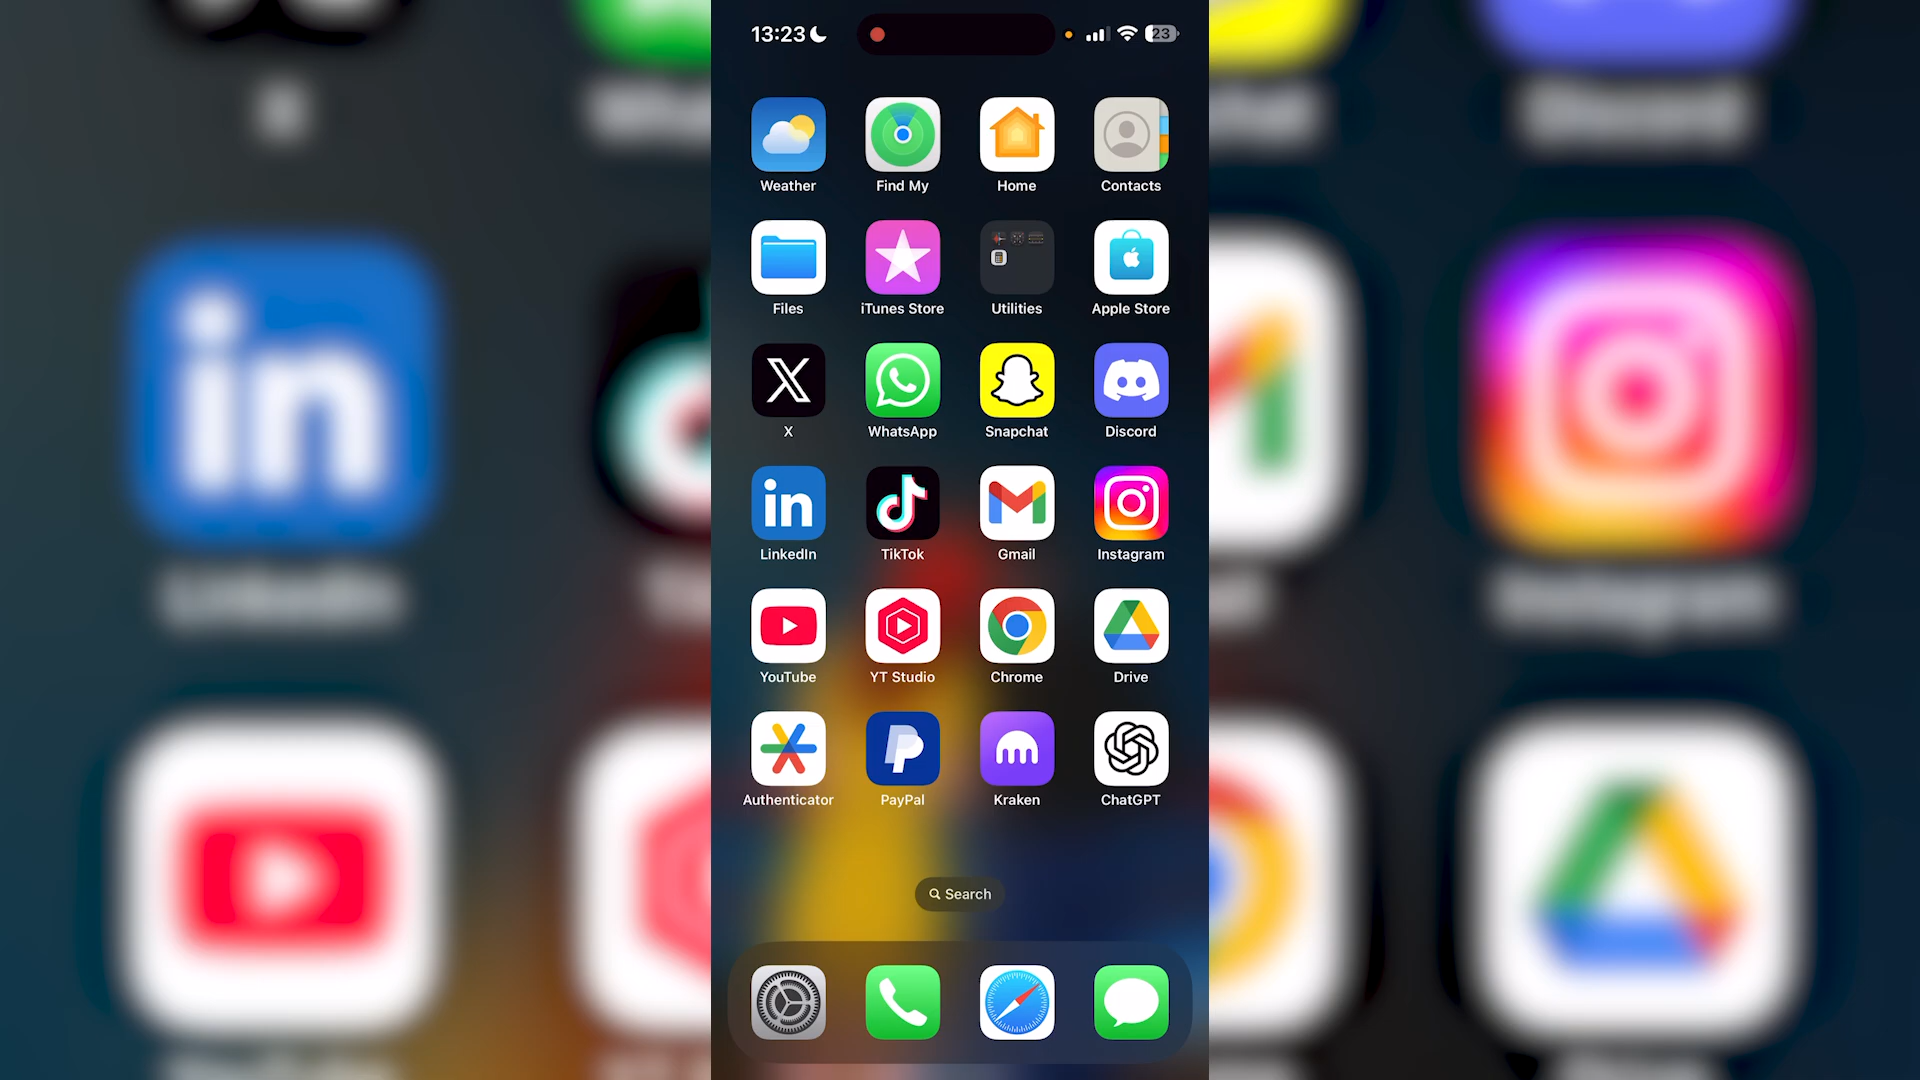 13:23 23
Weather Find My Home Contacts
Files iTunes Store Utilities Apple Store
X WhatsApp Snapchat Discord
in
LinkedIn TikTok Gmail Instagram
YouTube YT Studio Chrome Drive
Authenticator PayPal Kraken ChatGPT
Search